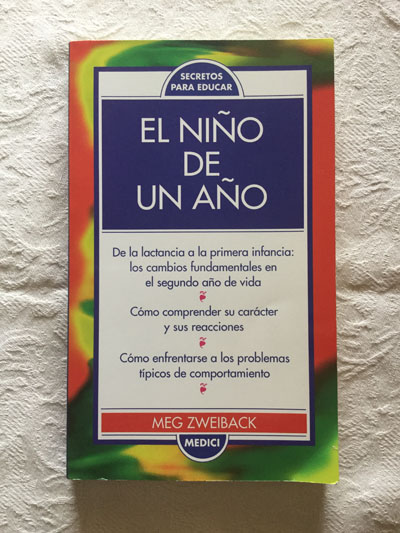 SECRETOS
PARA EDUCAR
EL NIÑO
DE
UN AÑO
De la lactancia a la primera infancia:
los cambios fundamentales en
el segundo año de vida
Cómo comprender su carácter
y sus reacciones
Cómo enfrentarse a los problemas
típicos de comportamiento
MEG ZWEIBACK
MEDICI